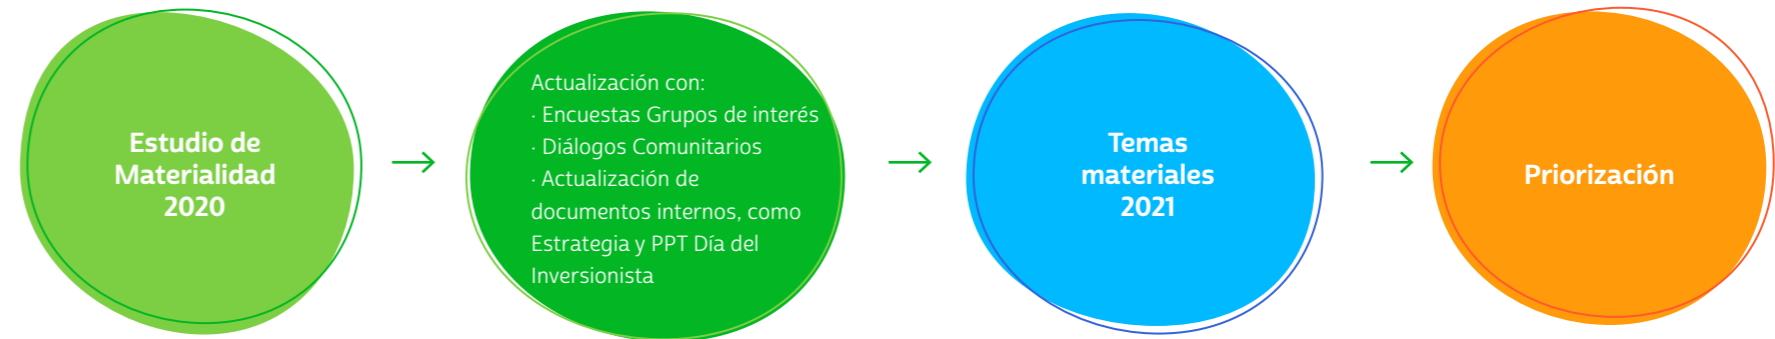 Estudio de
Materialidad
2020
Actualización con:
· Encuestas Grupos de interés
· Diálogos Comunitarios
· Actualización de
documentos internos, como
Estrategia y PPT Día del
Inversionista
Temas
materiales
2021
Priorización